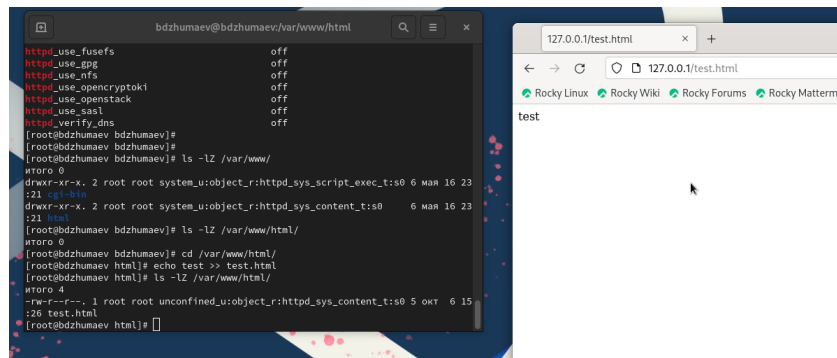 bdzhumaev@bdzhumaev:/var/www/html
httpd_use_fusefs off
httpd_use_gpg off
httpd_use_nfs off
httpd_use_opencryptoki off
httpd_use_openstack off
httpd_use_sasl off
httpd_verify_dns off
[root@bdzhumaev bdzhumaev]#
[root@bdzhumaev bdzhumaev]#
[root@bdzhumaev bdzhumaev]# ls -lZ /var/www/
итого 0
drwxr-xr-x. 2 root root system_u:object_r:httpd_sys_script_exec_t:s0 6 мая 16 23
:21 cgi-bin
drwxr-xr-x. 2 root root system_u:object_r:httpd_sys_content_t:s0 6 мая 16 23
:21 html
[root@bdzhumaev bdzhumaev]# ls -lZ /var/www/html/
итого 0
[root@bdzhumaev bdzhumaev]# cd /var/www/html/
[root@bdzhumaev html]# echo test >> test.html
[root@bdzhumaev html]# ls -lZ /var/www/html/
итого 4
-rw-r--r--. 1 root root unconfined_u:object_r:httpd_sys_content_t:s0 5 окт 6 15
:26 test.html
[root@bdzhumaev html]#
127.0.0.1/test.html
127.0.0.1/test.html
Rocky Linux Rocky Wiki Rocky Forums Rocky Matterm
test